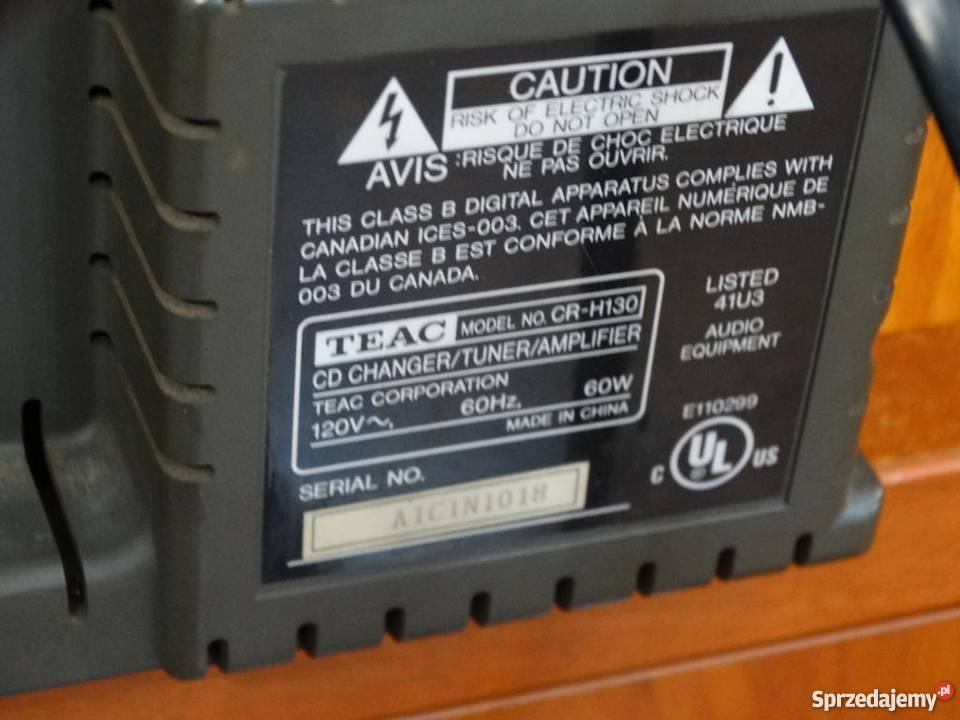 CAUTION
RISK OF ELECTRIC SHOCK
DO NOT OPEN
AVIS : RISQUE DE CHOC ELECTRIQUE
NE PAS OUVRIR.
THIS CLASS B DIGITAL APPARATUS COMPLIES WITH
CANADIAN ICES-003. CET APPAREIL NUMÉRIQUE DE
LA CLASSE B EST CONFORME À LA NORME NMB-
003 DU CANADA.
TEAC MODEL NO. CR-H130
CD CHANGER/TUNER/AMPLIFIER
TEAC CORPORATION 60W
120V~, 60Hz,
MADE IN CHINA
LISTED
41U3
AUDIO
EQUIPMENT
E110299
C UL US
SERIAL NO.
A1C1N1018
Sprzedajemy.pl